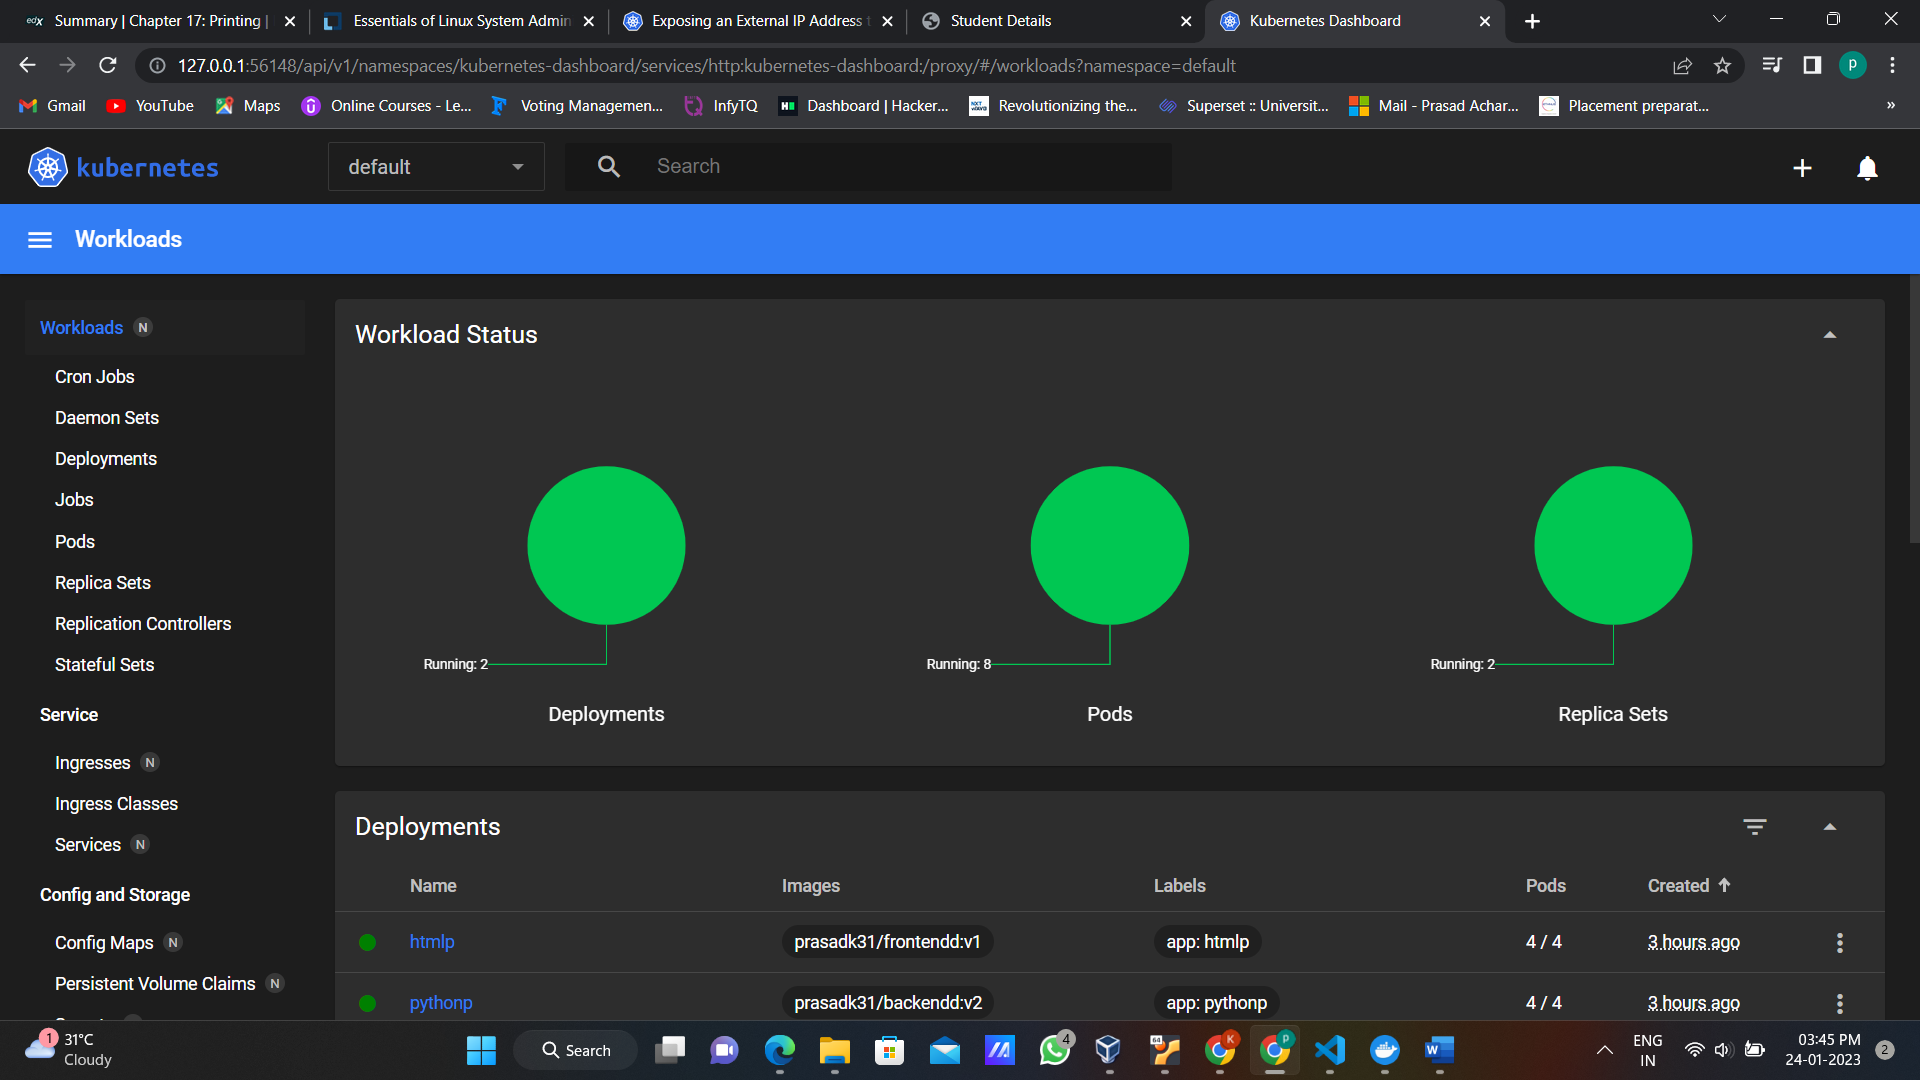 edX Summary | Chapter 17: Printing |
Essentials of Linux System Admin
Exposing an External IP Address t
Student Details
Kubernetes Dashboard
127.0.0.1:56148/api/v1/namespaces/kubernetes-dashboard/services/http:kubernetes-dashboard:/proxy/#/workloads?namespace=default
P
Gmail
YouTube
Maps
Online Courses - Le...
Voting Managemen...
InfyTQ
Dashboard | Hacker...
Revolutionizing the...
Superset :: Universit...
Mail - Prasad Achar...
Placement preparat...
»
kubernetes
default
Search
Workloads
Workloads N
Cron Jobs
Daemon Sets
Deployments
Jobs
Pods
Replica Sets
Replication Controllers
Stateful Sets
Service
Ingresses N
Ingress Classes
Services N
Config and Storage
Config Maps N
Persistent Volume Claims N
Workload Status
Running: 2
Deployments
Running: 8
Pods
Running: 2
Replica Sets
Deployments
Name Images Labels Pods Created
htmlp prasadk31/frontendd:v1 app: htmlp 4 / 4 3 hours ago
pythonp prasadk31/backendd:v2 app: pythonp 4 / 4 3 hours ago
1
31°C
Cloudy
Search
4
64
K
P
ENG
IN
03:45 PM
24-01-2023
2